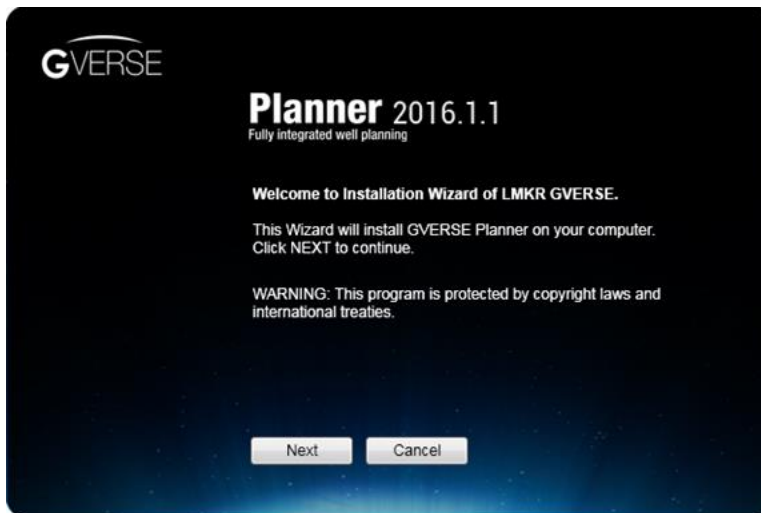 GVERSE
Planner 2016.1.1
Fully integrated well planning
Welcome to Installation Wizard of LMKR GVERSE.
This Wizard will install GVERSE Planner on your computer.
Click NEXT to continue.
WARNING: This program is protected by copyright laws and
international treaties.
Next Cancel